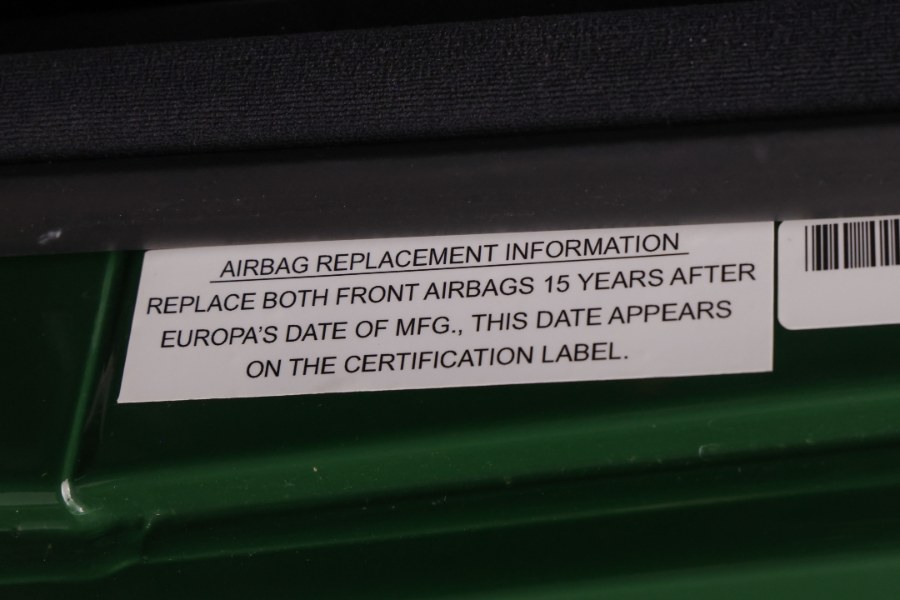 AIRBAG REPLACEMENT INFORMATION
REPLACE BOTH FRONT AIRBAGS 15 YEARS AFTER
EUROPA'S DATE OF MFG., THIS DATE APPEARS
ON THE CERTIFICATION LABEL.